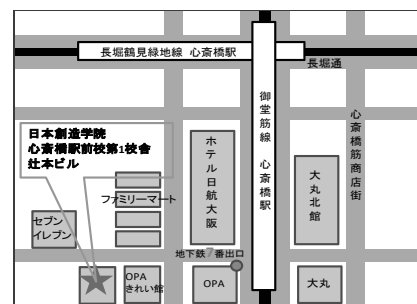 長堀鶴見緑地線 心斎橋駅
長堀通
日本創造学院
心斎橋駅前校第1校舎
辻本ビル
御堂筋線 心斎橋駅
心斎橋筋商店街
ホテル日航大阪
ファミリーマート
大丸北館
セブン
イレブン
地下鉄7番出口
OPA
きれい館
OPA
大丸